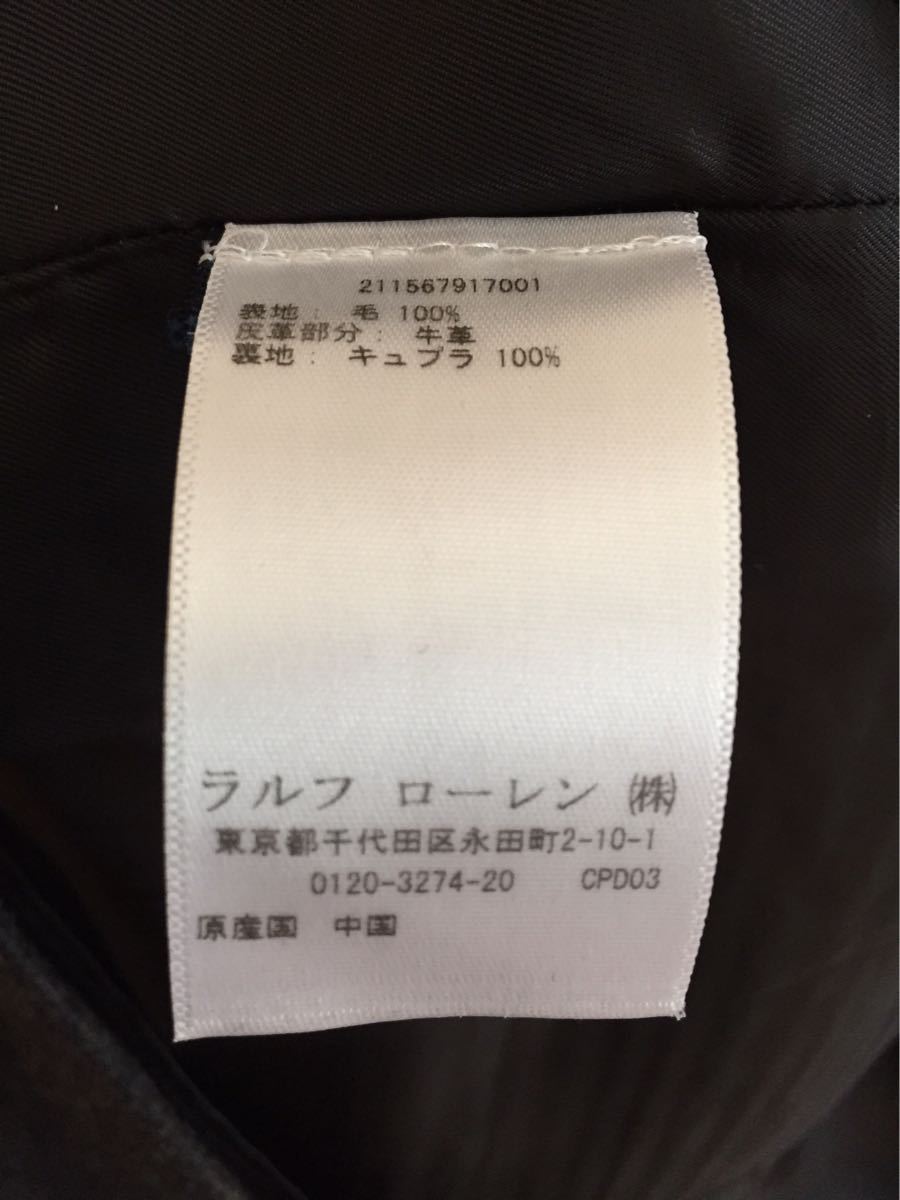 211567917001
表地： 毛 100%
皮革部分： 牛革
裏地： キュプラ 100%
ラルフ ローレン ㈱
東京都千代田区永田町2-10-1
0120-3274-20 CPD03
原産国 中国